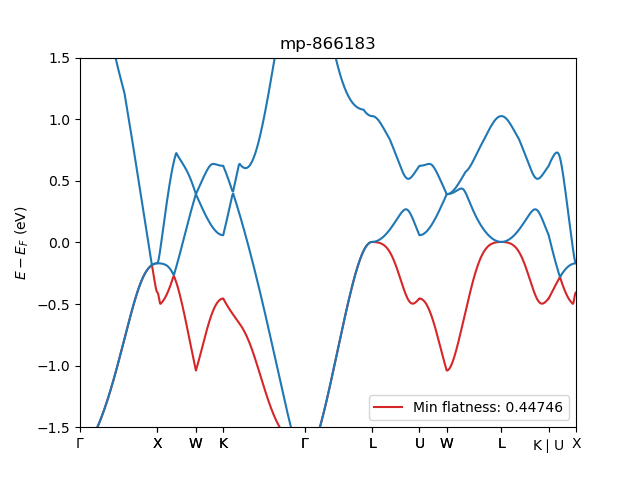 mp-866183
E − E_F (eV)
1.5
1.0
0.5
0.0
−0.5
−1.0
−1.5
Min flatness: 0.44746
Γ X W K Γ L U W L K | U X